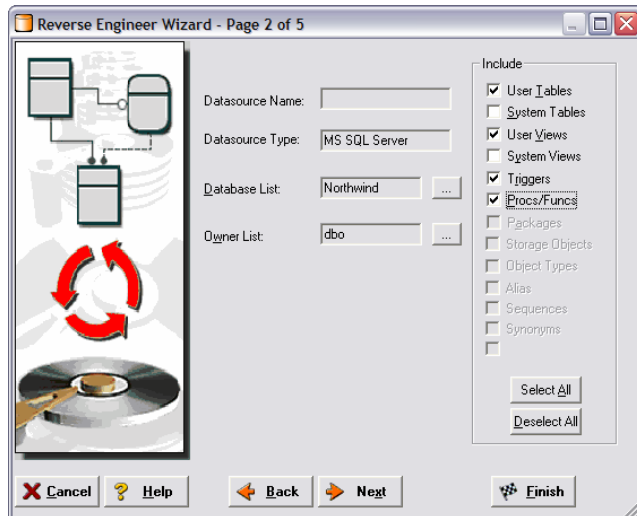 Reverse Engineer Wizard - Page 2 of 5
Datasource Name:
Datasource Type: MS SQL Server
Database List: Northwind ...
Owner List: dbo ...
Include
User Tables
System Tables
User Views
System Views
Triggers
Procs/Funcs
Packages
Storage Objects
Object Types
Alias
Sequences
Synonyms
Select All
Deselect All
Cancel ? Help Back Next Finish